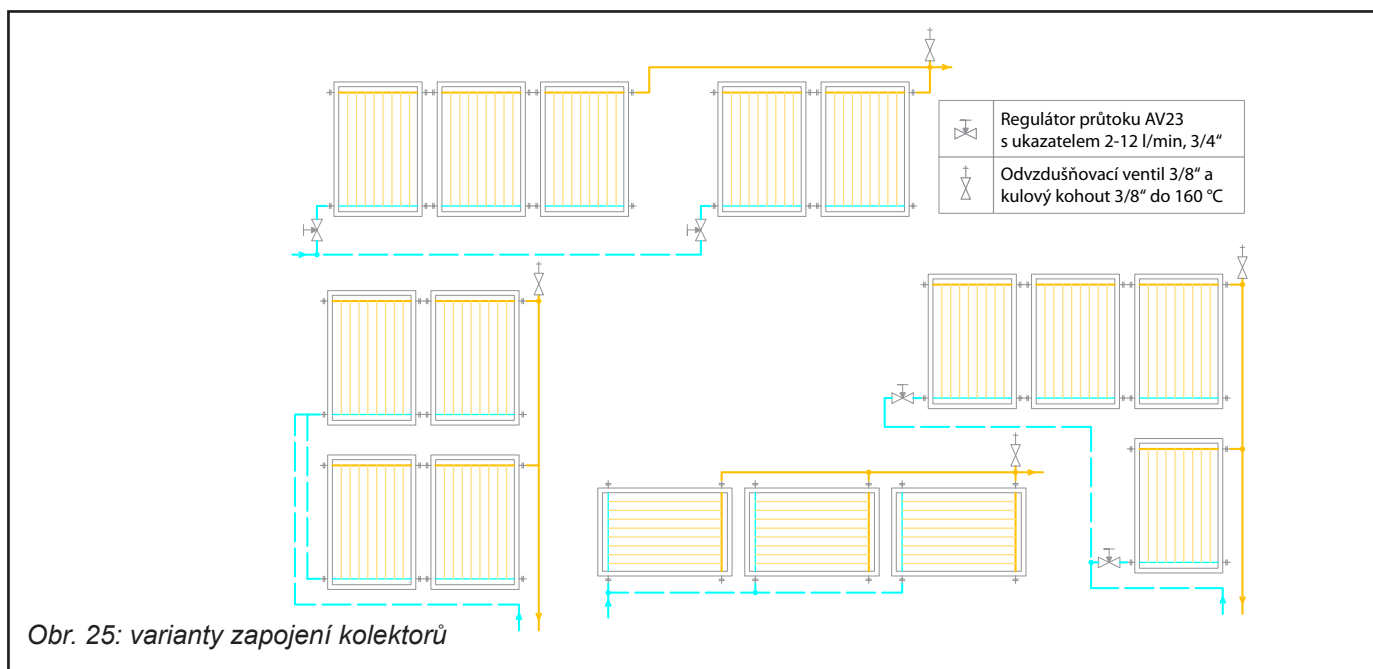 Regulátor průtoku AV23
s ukazatelem 2-12 l/min, 3/4“
Odvzdušňovací ventil 3/8“ a
kulový kohout 3/8“ do 160 °C
Obr. 25: varianty zapojení kolektorů